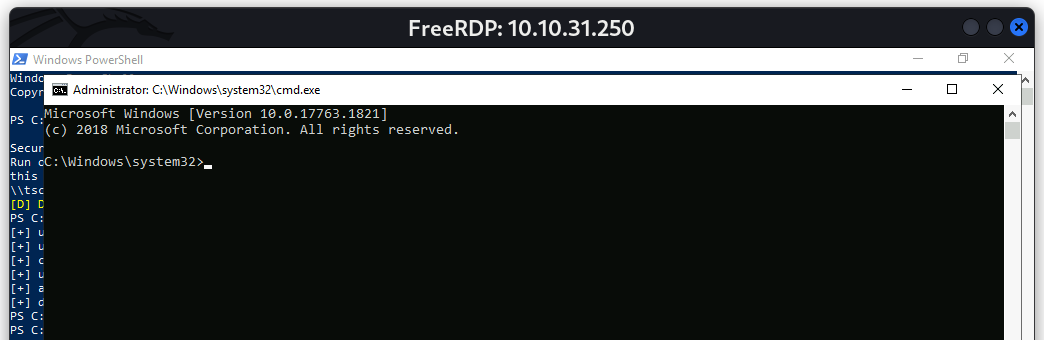 FreeRDP: 10.10.31.250
Windows PowerShell
Administrator: C:\Windows\system32\cmd.exe
Copyr
Microsoft Windows [Version 10.0.17763.1821]
PS C:
(c) 2018 Microsoft Corporation. All rights reserved.
Secur
Run
C:\Windows\system32>
this
\\tsc
[D] D
PS C:
[+] u
[+] u
[+] c
[+] u
[+] a
[+] d
PS C:
PS C: